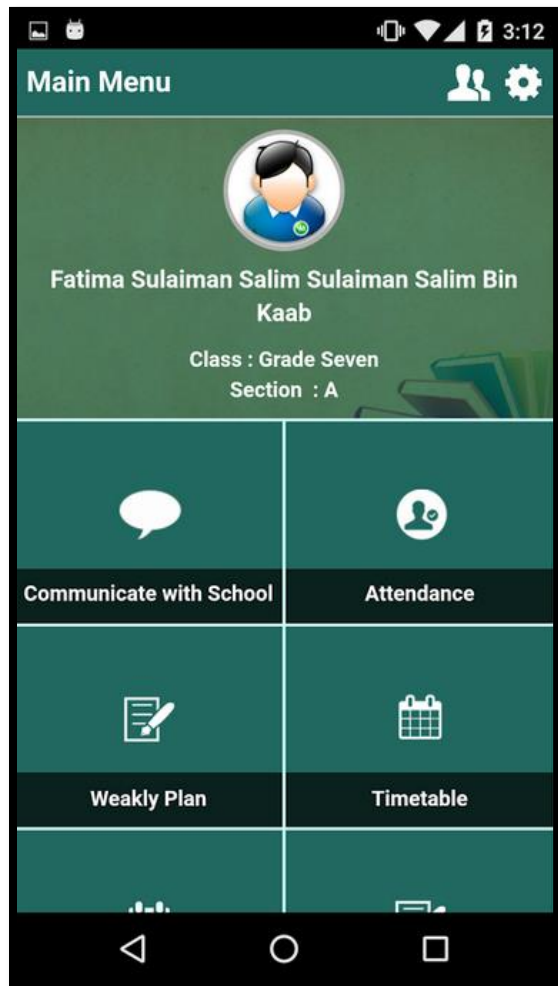 3:12
Main Menu
Fatima Sulaiman Salim Sulaiman Salim Bin
Kaab
Class : Grade Seven
Section : A
Communicate with School
Attendance
Weakly Plan
Timetable